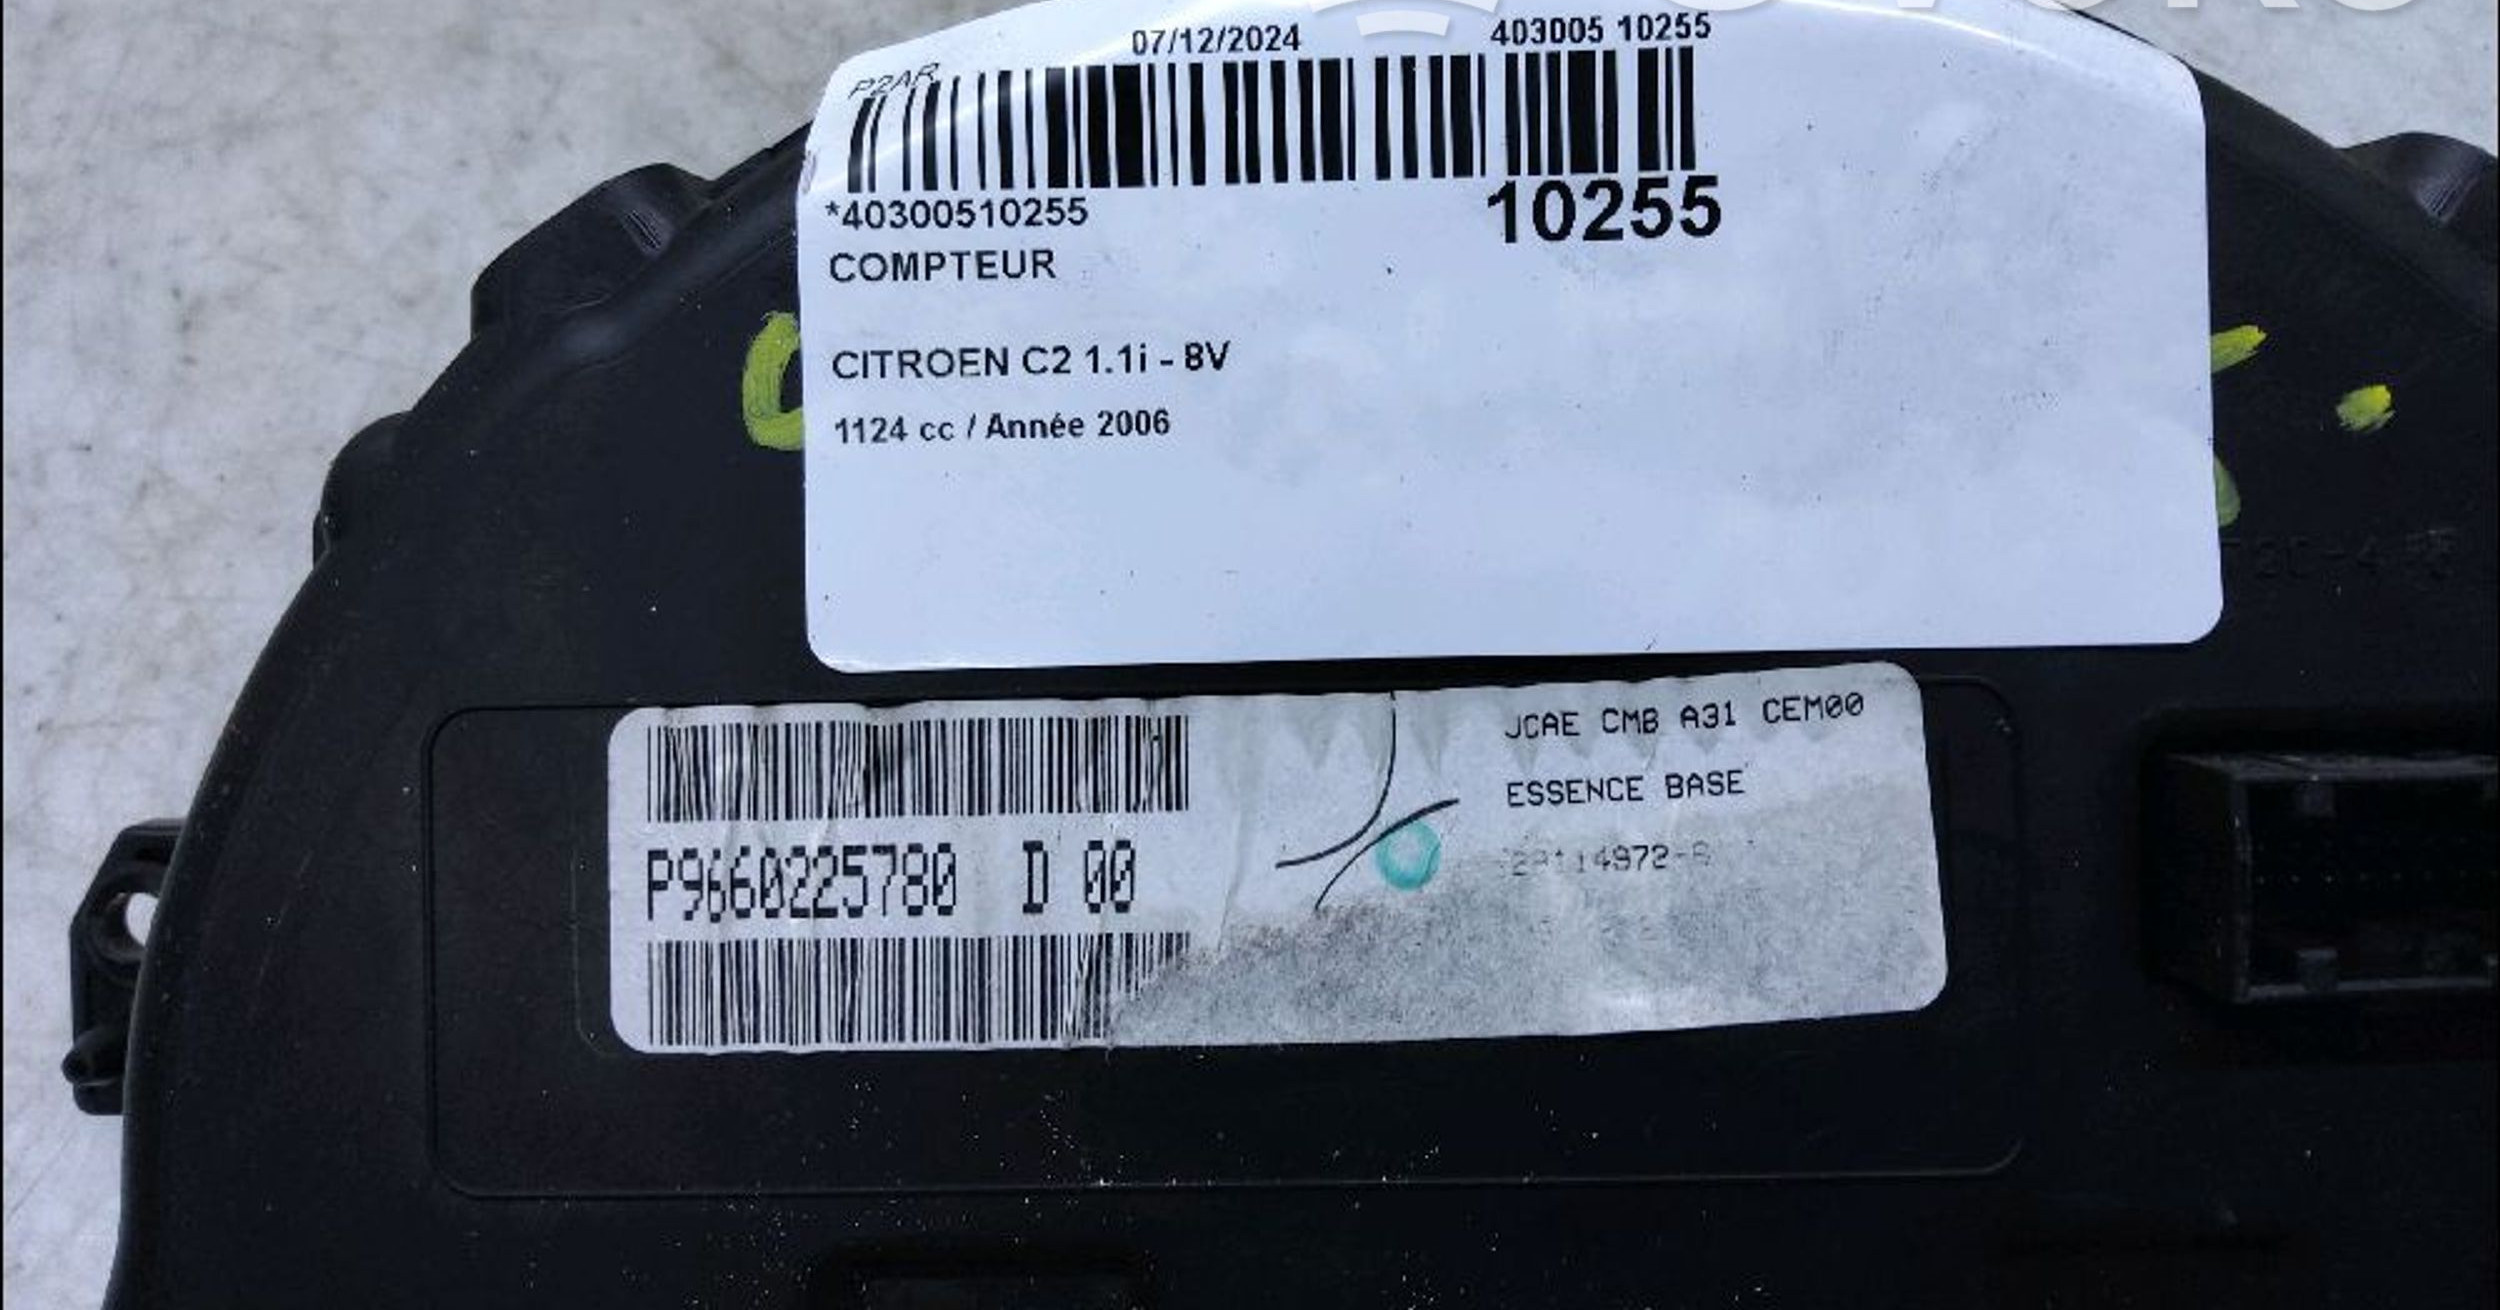 07/12/2024 403005 10255
P2AR
*40300510255
10255
COMPTEUR
CITROEN C2 1.1i - 8V
1124 cc / Année 2006
JCAE CMB A31 CEM00
ESSENCE BASE
P9660225780 D 00